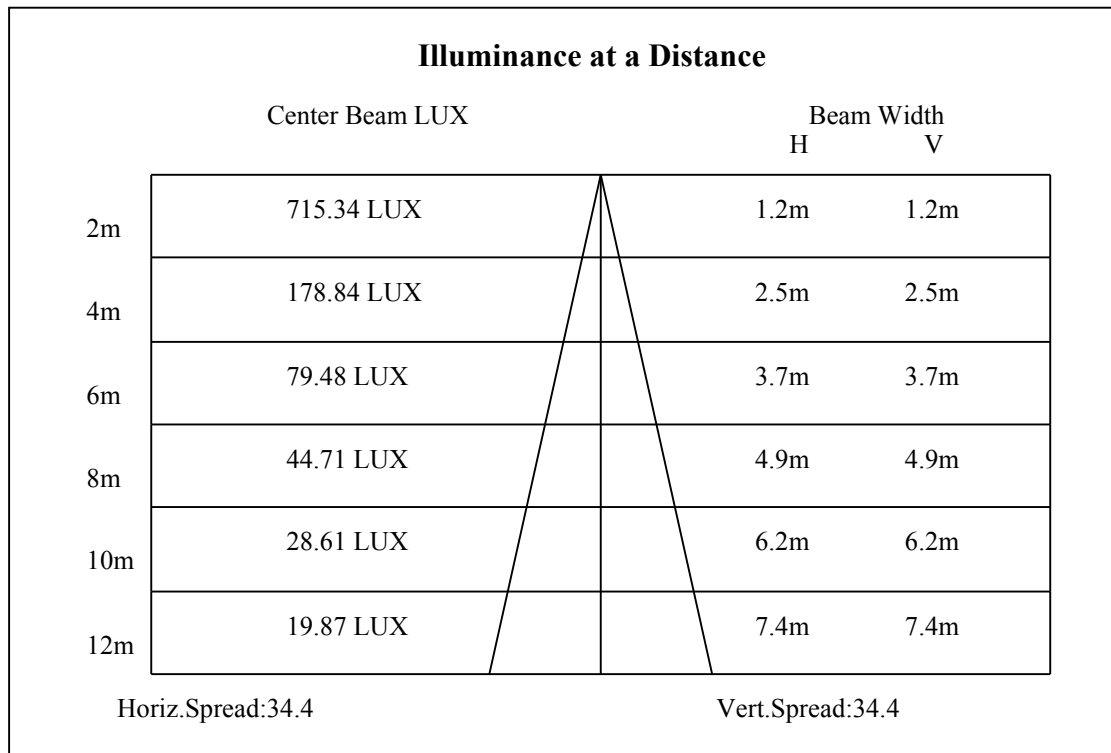 Illuminance at a Distance
Center Beam LUX Beam Width
H V
715.34 LUX 1.2m 1.2m
2m
178.84 LUX 2.5m 2.5m
4m
79.48 LUX 3.7m 3.7m
6m
44.71 LUX 4.9m 4.9m
8m
28.61 LUX 6.2m 6.2m
10m
19.87 LUX 7.4m 7.4m
12m
Horiz.Spread:34.4 Vert.Spread:34.4